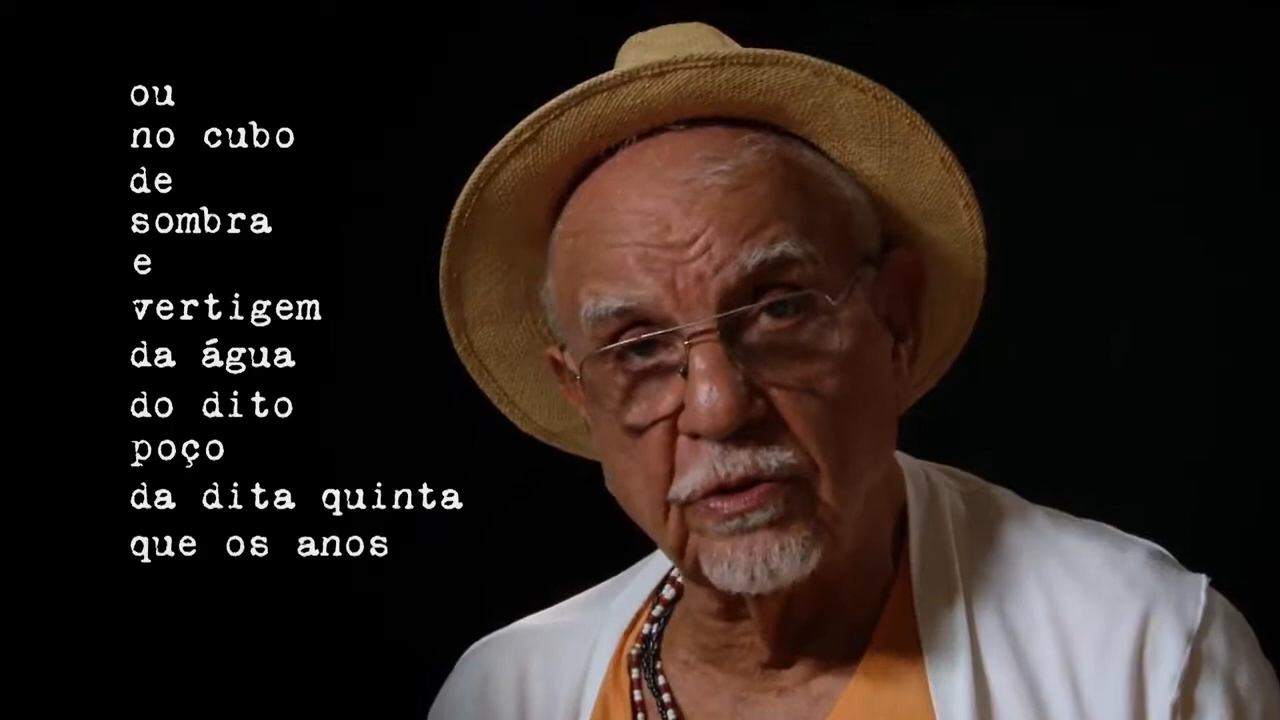 ou
no cubo
de
sombra
e
vertigem
da água
do dito
poço
da dita quinta
que os anos